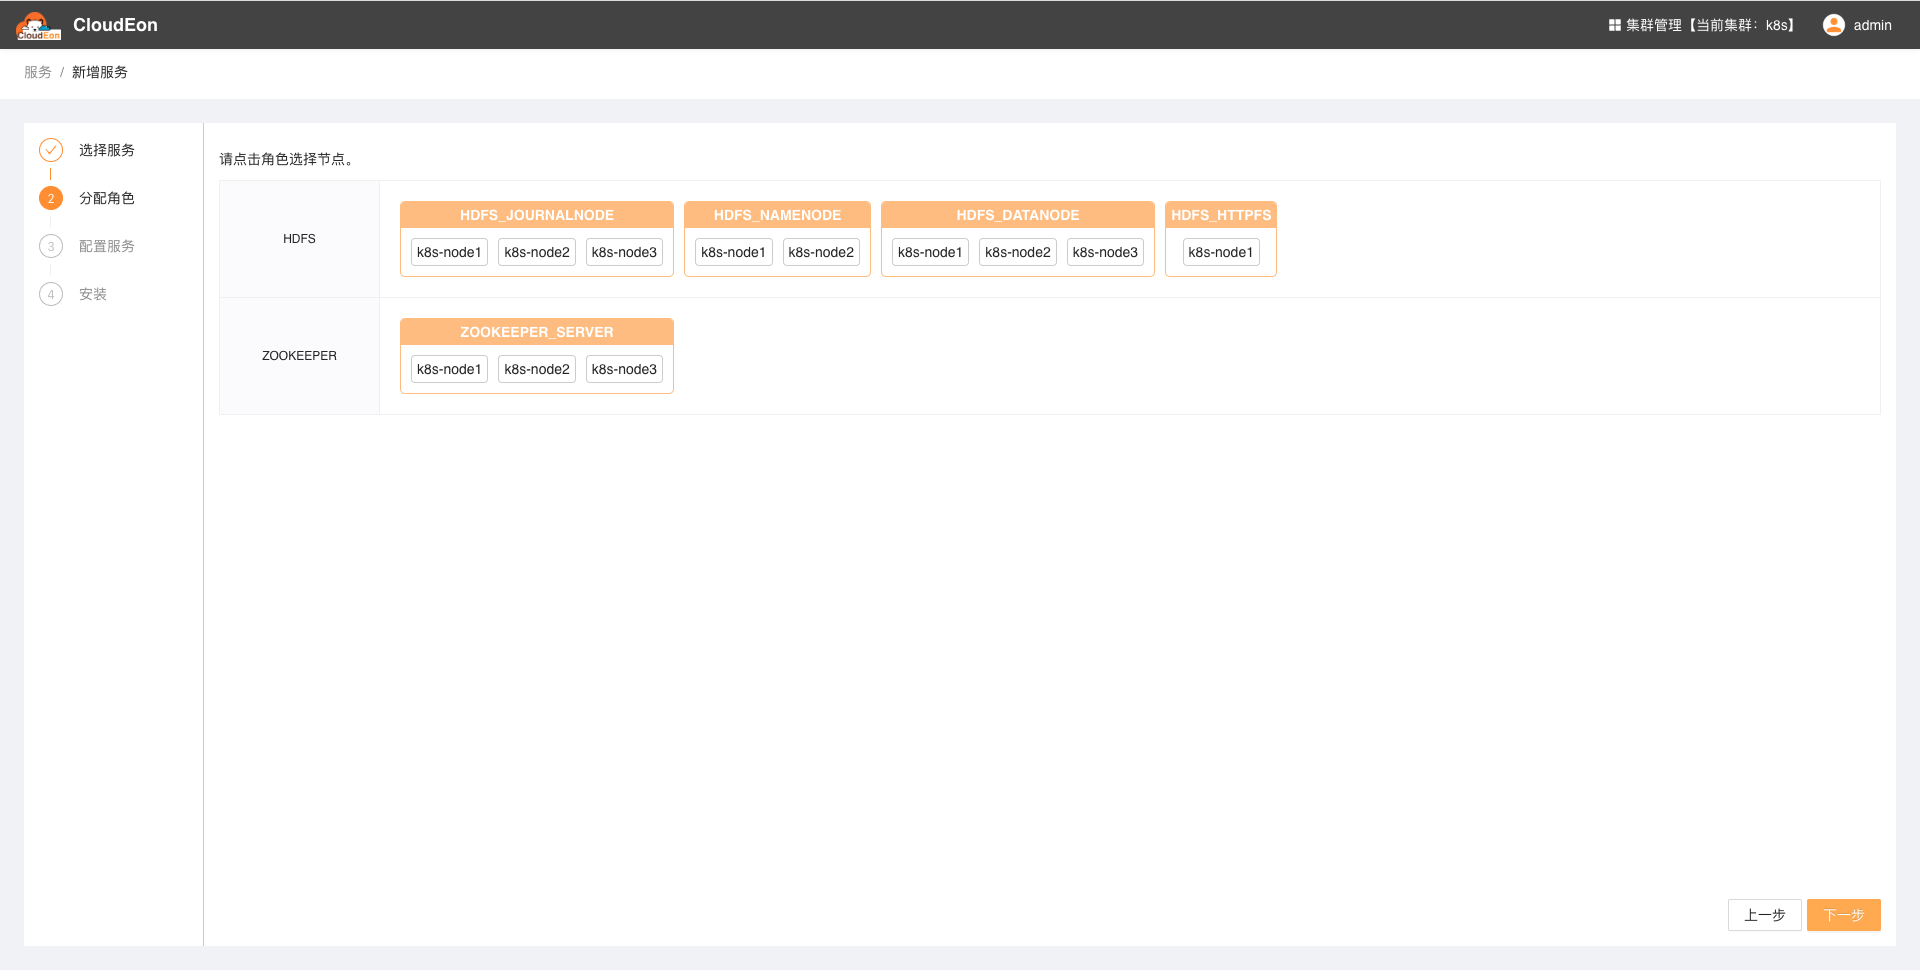 CloudEon
CloudEon
集群管理【当前集群：k8s】
admin
服务 / 新增服务
选择服务
2 分配角色
3 配置服务
4 安装
请点击角色选择节点。
HDFS
HDFS_JOURNALNODE
k8s-node1 k8s-node2 k8s-node3
HDFS_NAMENODE
k8s-node1 k8s-node2
HDFS_DATANODE
k8s-node1 k8s-node2 k8s-node3
HDFS_HTTPFS
k8s-node1
ZOOKEEPER
ZOOKEEPER_SERVER
k8s-node1 k8s-node2 k8s-node3
上一步
下一步